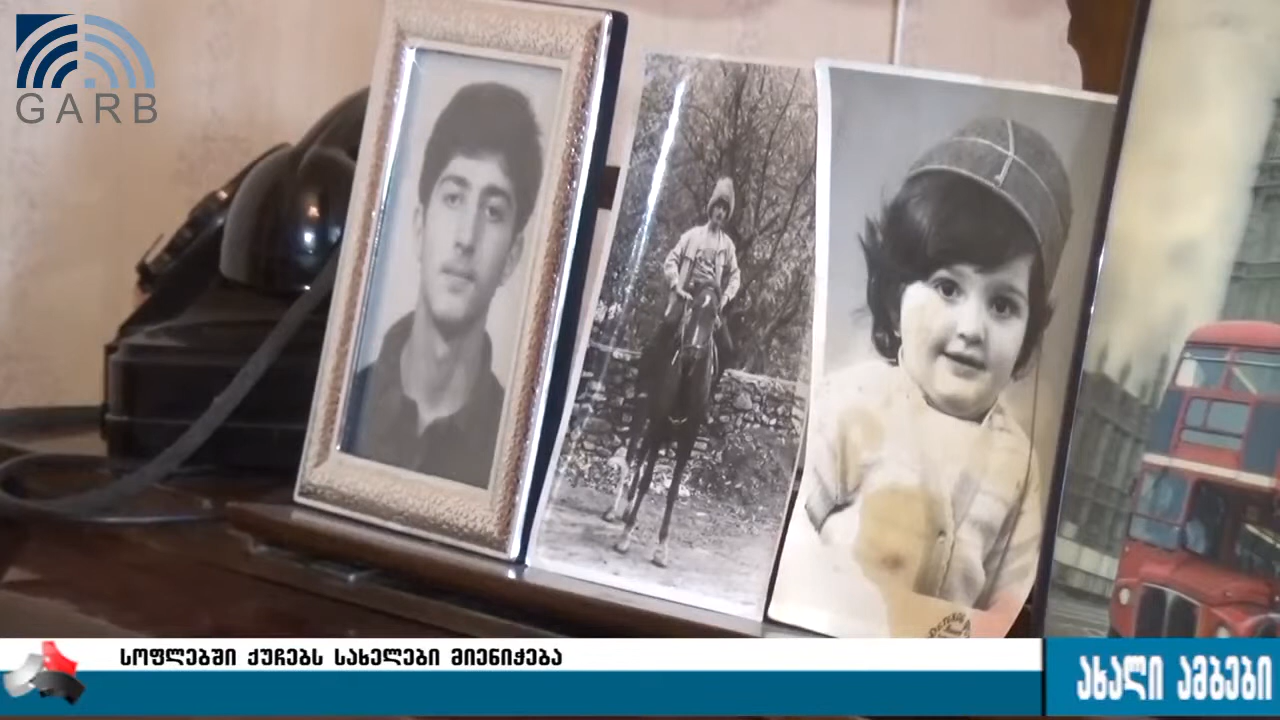 GARB
ᲡᲝᲤᲚᲔᲑᲨᲘ ᲥᲣᲩᲔᲑᲡ ᲡᲐᲮᲔᲚᲔᲑᲘ ᲛᲘᲔᲜᲘᲭᲔᲑᲐ
ᲐᲮᲐᲚᲘ ᲐᲛᲑᲔᲑᲘ